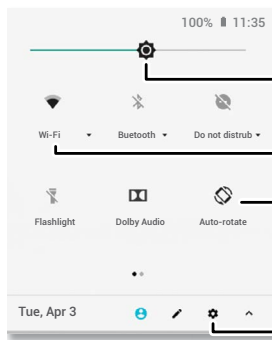 100% 11:35
Wi-Fi Buetooth Do not distrub
Flashlight Dolby Audio Auto-rotate
Tue, Apr 3